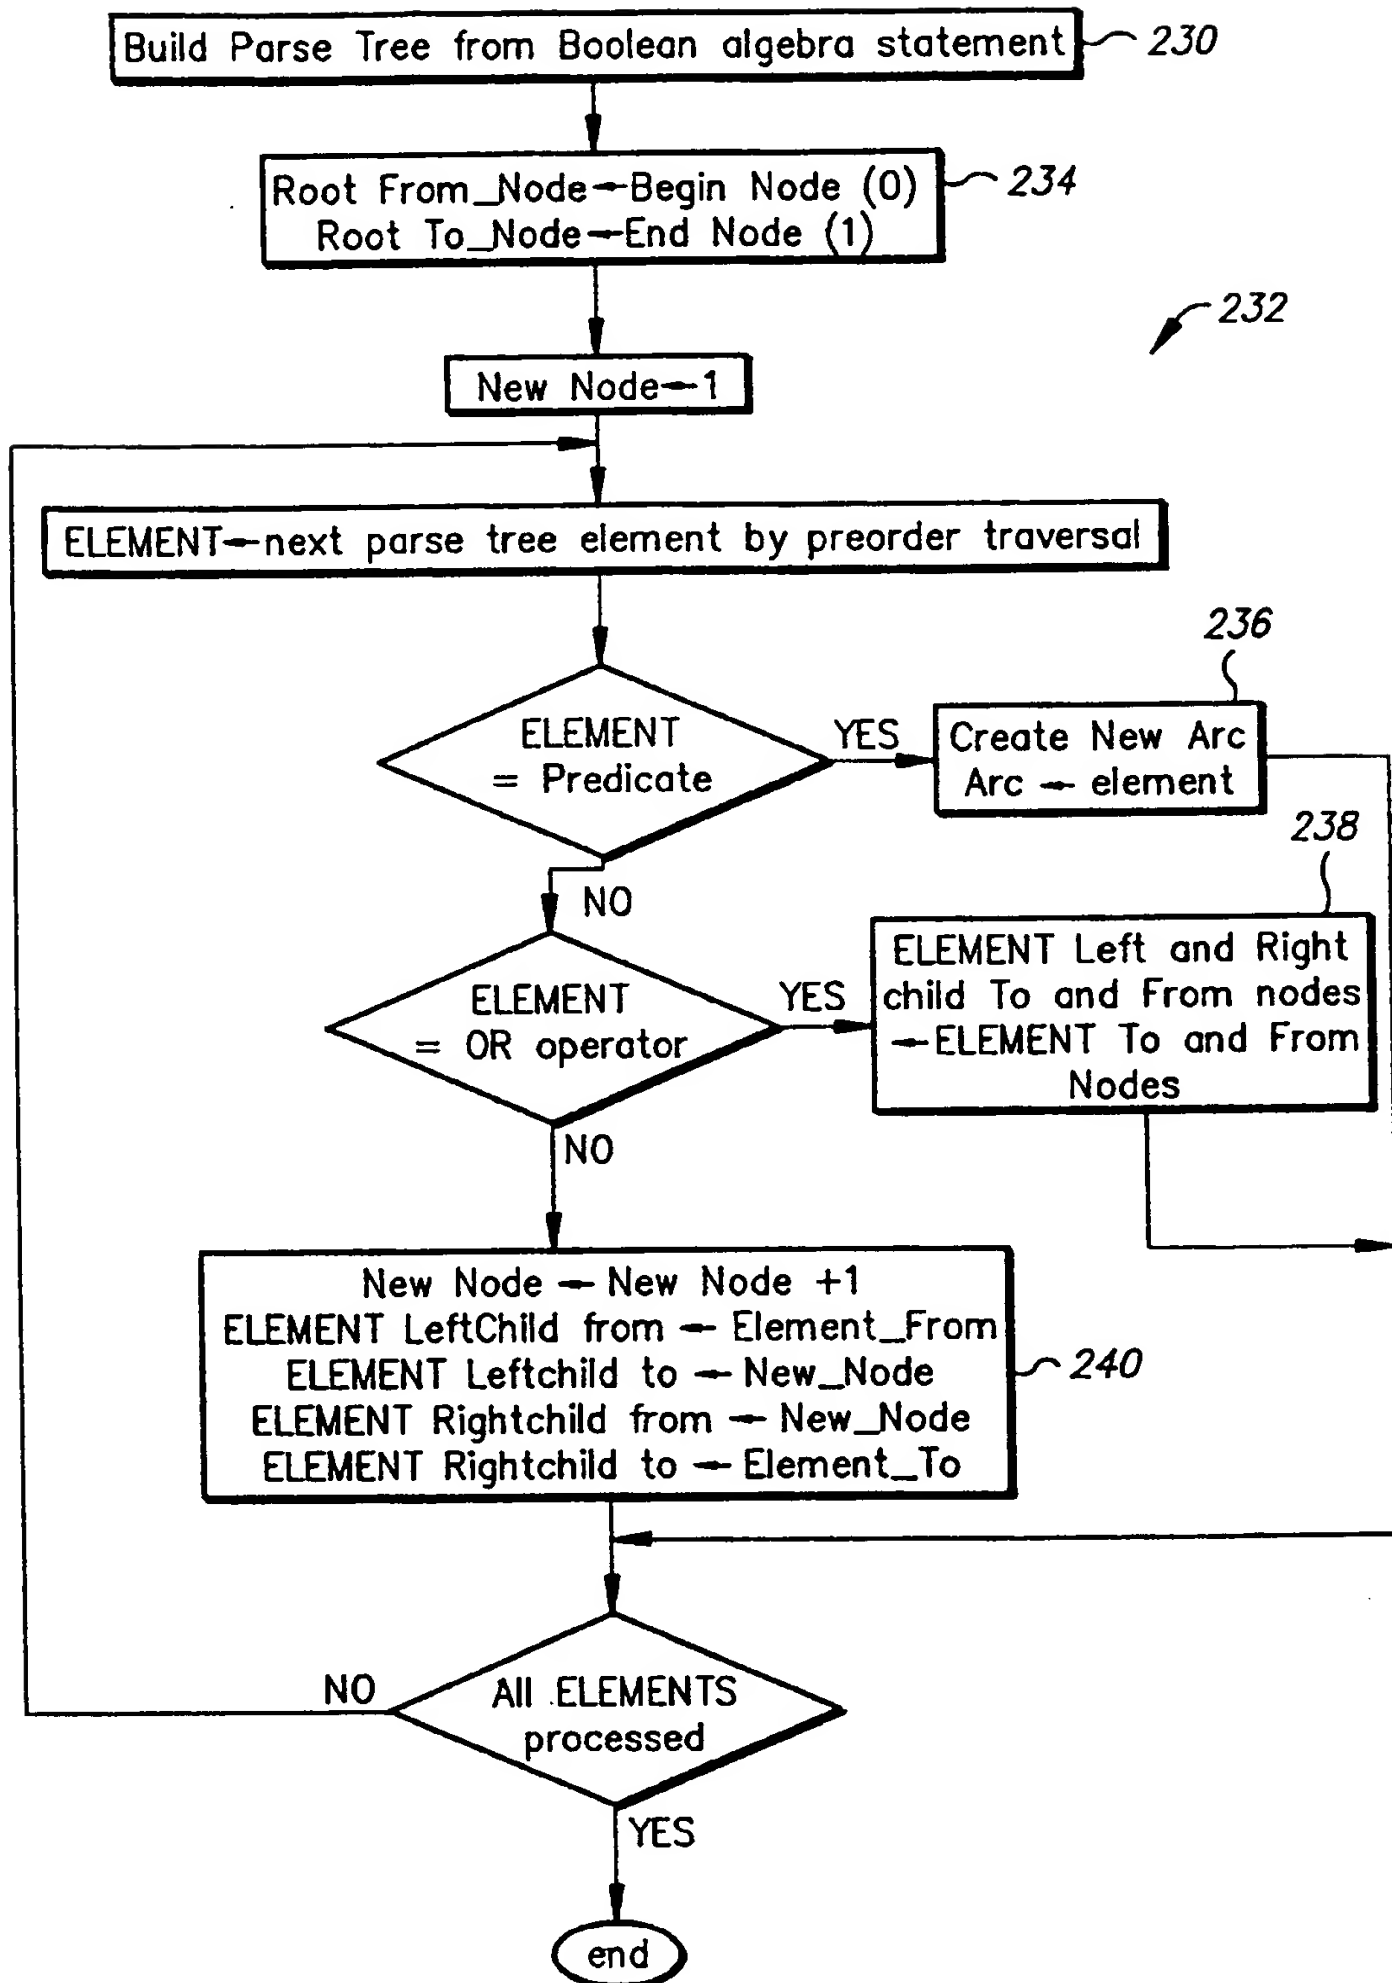 Build Parse Tree from Boolean algebra statement
230
Root From_Node←Begin Node (0)
Root To_Node←End Node (1)
234
232
New Node←1
ELEMENT←next parse tree element by preorder traversal
236
ELEMENT
= Predicate
YES
Create New Arc
Arc ← element
NO
238
ELEMENT
= OR operator
YES
ELEMENT Left and Right
child To and From nodes
←ELEMENT To and From
Nodes
NO
New Node ← New Node +1
ELEMENT LeftChild from ← Element_From
ELEMENT Leftchild to ← New_Node
ELEMENT Rightchild from ← New_Node
ELEMENT Rightchild to ← Element_To
240
NO
All ELEMENTS
processed
YES
end